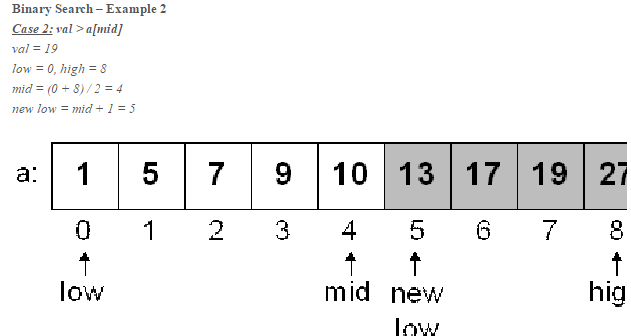 Binary Search – Example 2
Case 2: val > a[mid]
val = 19
low = 0, high = 8
mid = (0 + 8) / 2 = 4
new low = mid + 1 = 5
a: 1 5 7 9 10 13 17 19 27
0 1 2 3 4 5 6 7 8
low mid new hig
low